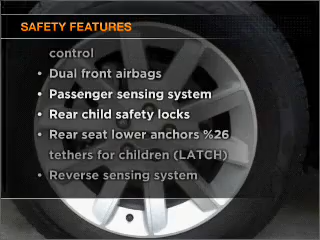 SAFETY FEATURES
control
• Dual front airbags
• Passenger sensing system
• Rear child safety locks
• Rear seat lower anchors %26
tethers for children (LATCH)
• Reverse sensing system